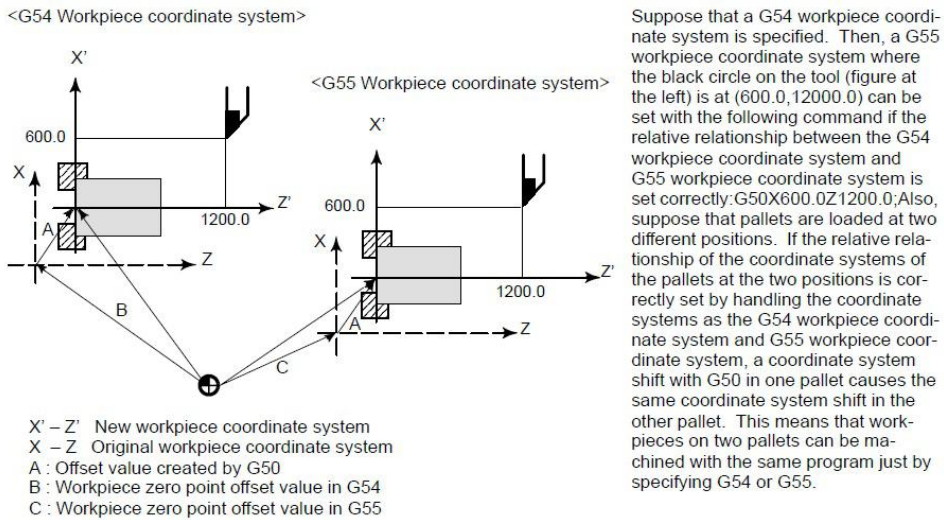 <G54 Workpiece coordinate system>
X'
600.0
X
Z'
1200.0
A
Z
B
<G55 Workpiece coordinate system>
X'
600.0
X
Z'
1200.0
A
Z
C
X' – Z' New workpiece coordinate system
X – Z Original workpiece coordinate system
A : Offset value created by G50
B : Workpiece zero point offset value in G54
C : Workpiece zero point offset value in G55
Suppose that a G54 workpiece coordi-
nate system is specified. Then, a G55
workpiece coordinate system where
the black circle on the tool (figure at
the left) is at (600.0,12000.0) can be
set with the following command if the
relative relationship between the G54
workpiece coordinate system and
G55 workpiece coordinate system is
set correctly:G50X600.0Z1200.0;Also,
suppose that pallets are loaded at two
different positions. If the relative rela-
tionship of the coordinate systems of
the pallets at the two positions is cor-
rectly set by handling the coordinate
systems as the G54 workpiece coordi-
nate system and G55 workpiece coor-
dinate system, a coordinate system
shift with G50 in one pallet causes the
same coordinate system shift in the
other pallet. This means that work-
pieces on two pallets can be ma-
chined with the same program just by
specifying G54 or G55.